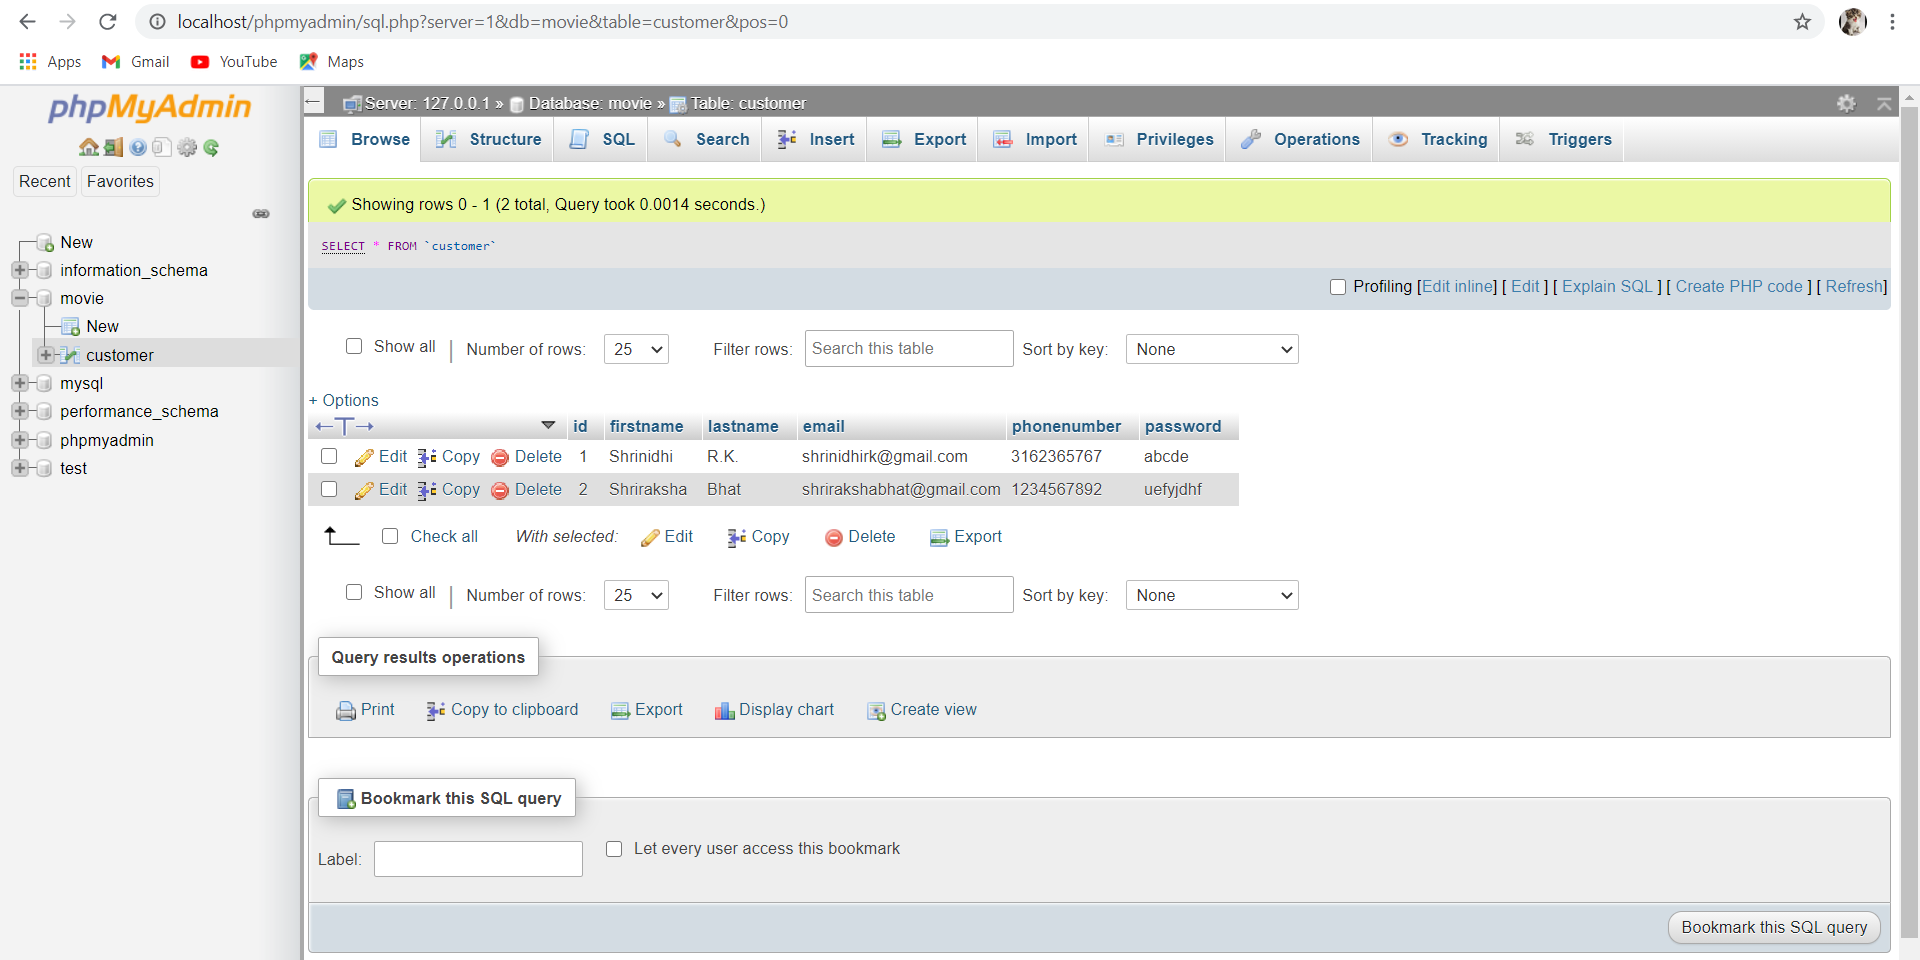 localhost/phpmyadmin/sql.php?server=1&db=movie&table=customer&pos=0
Apps Gmail YouTube Maps
phpMyAdmin
Recent Favorites
New
information_schema
movie
New
customer
mysql
performance_schema
phpmyadmin
test
Server: 127.0.0.1 » Database: movie » Table: customer
Browse Structure SQL Search Insert Export Import Privileges Operations Tracking Triggers
Showing rows 0 - 1 (2 total, Query took 0.0014 seconds.)
SELECT * FROM `customer`
Profiling [Edit inline] [ Edit ] [ Explain SQL ] [ Create PHP code ] [ Refresh]
Show all | Number of rows: 25 Filter rows: Search this table Sort by key: None
+ Options
←T→ id firstname lastname email phonenumber password
Edit Copy Delete 1 Shrinidhi R.K. shrinidhirk@gmail.com 3162365767 abcde
Edit Copy Delete 2 Shriraksha Bhat shrirakshabhat@gmail.com 1234567892 uefyjdhf
Check all With selected: Edit Copy Delete Export
Show all | Number of rows: 25 Filter rows: Search this table Sort by key: None
Query results operations
Print Copy to clipboard Export Display chart Create view
Bookmark this SQL query
Label: Let every user access this bookmark
Bookmark this SQL query